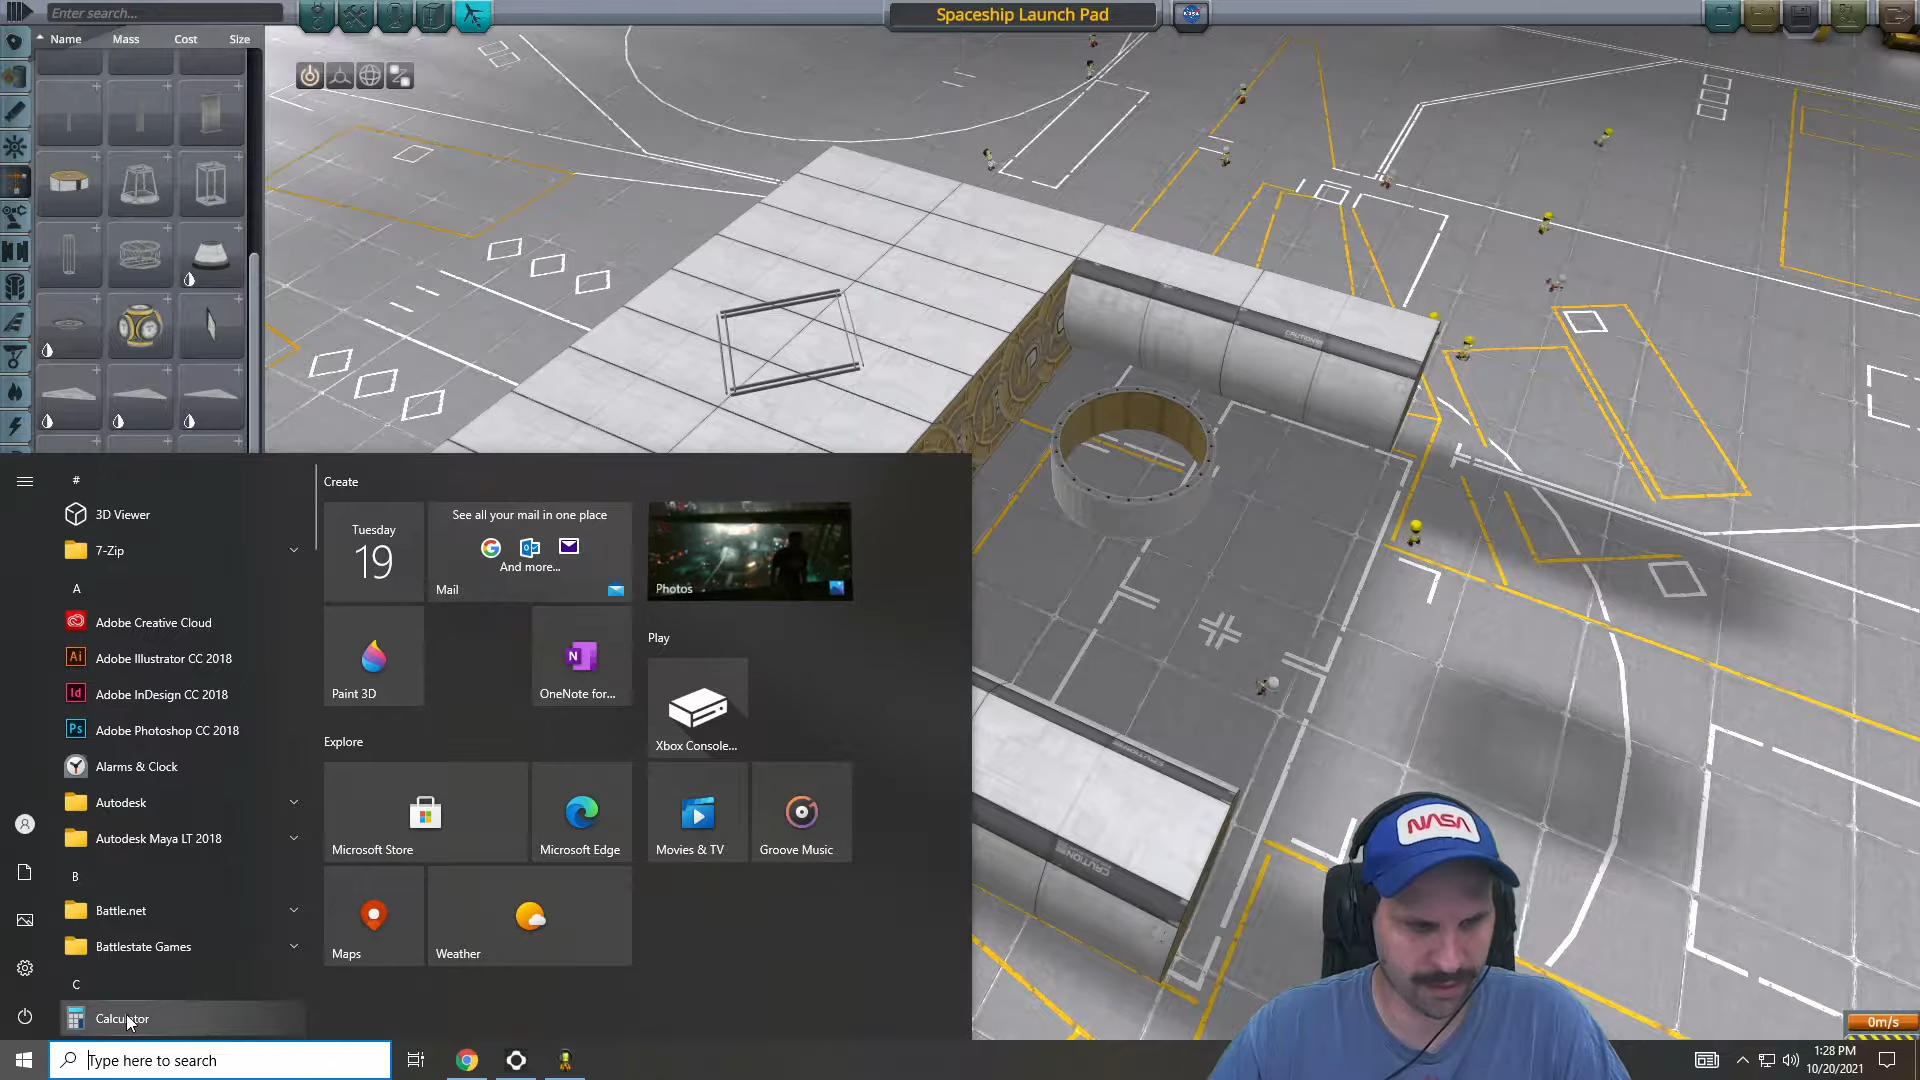 Enter search...
Spaceship Launch Pad
NASA
Name
Mass
Cost
Size
CAUTION
CAUTION
CAUTION
#
3D Viewer
7-Zip
A
Adobe Creative Cloud
Adobe Illustrator CC 2018
Adobe InDesign CC 2018
Adobe Photoshop CC 2018
Alarms & Clock
Autodesk
Autodesk Maya LT 2018
B
Battle.net
Battlestate Games
C
Calculator
Create
Tuesday
19
See all your mail in one place
And more...
Mail
Photos
Paint 3D
OneNote for...
Play
Xbox Console...
Explore
Microsoft Store
Microsoft Edge
Movies & TV
Groove Music
Maps
Weather
NASA
0m/s
Type here to search
1:28 PM
10/20/2021